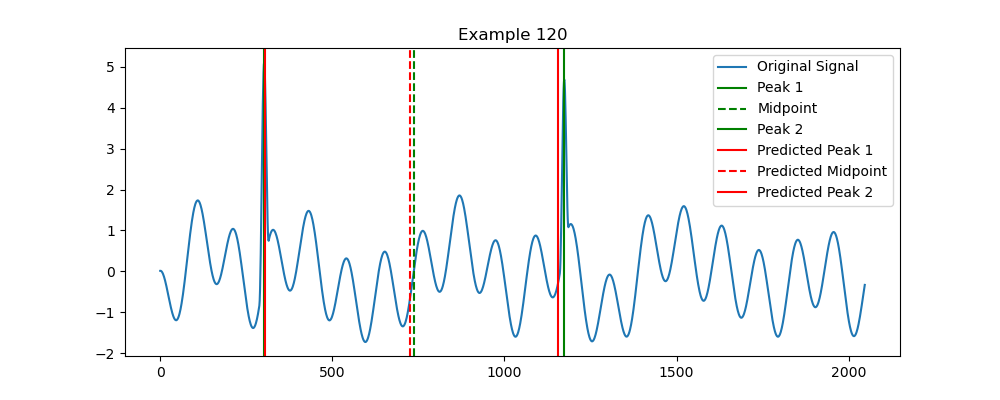 Example 120
Original Signal
Peak 1
Midpoint
Peak 2
Predicted Peak 1
Predicted Midpoint
Predicted Peak 2
5
4
3
2
1
0
−1
−2
0 500 1000 1500 2000